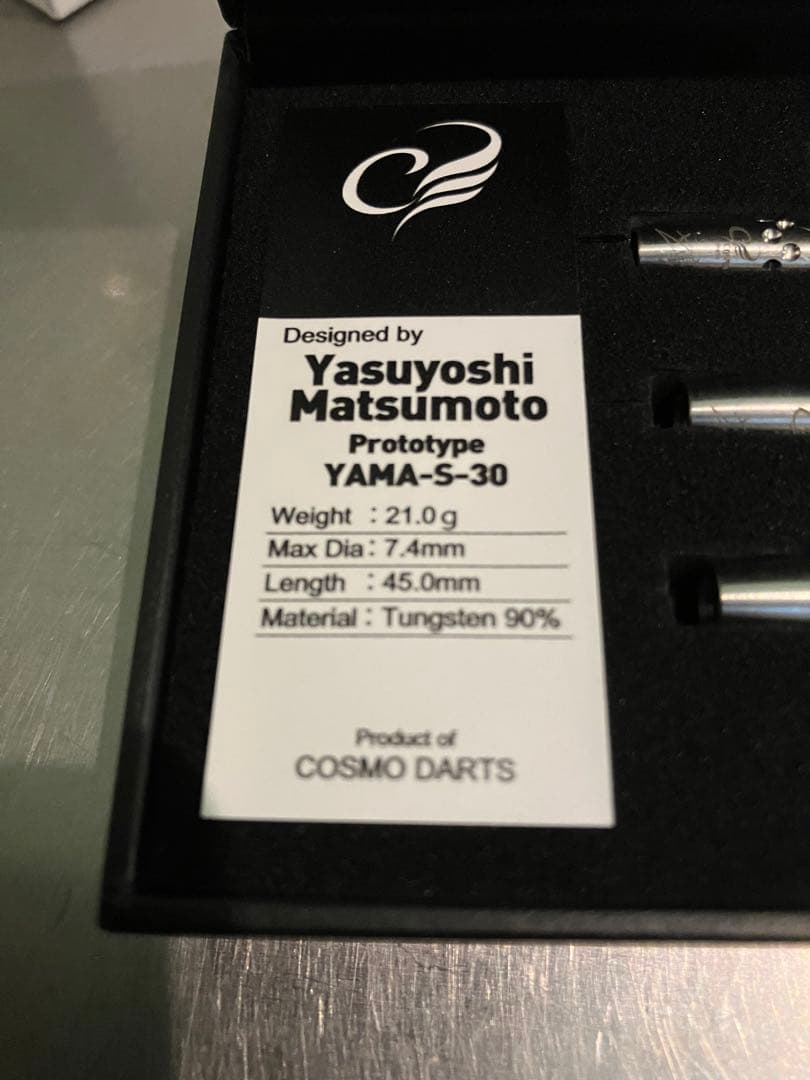 Designed by
Yasuyoshi
Matsumoto
Prototype
YAMA-S-30
Weight : 21.0g
Max Dia : 7.4mm
Length : 45.0mm
Material : Tungsten 90%
Product of
COSMO DARTS